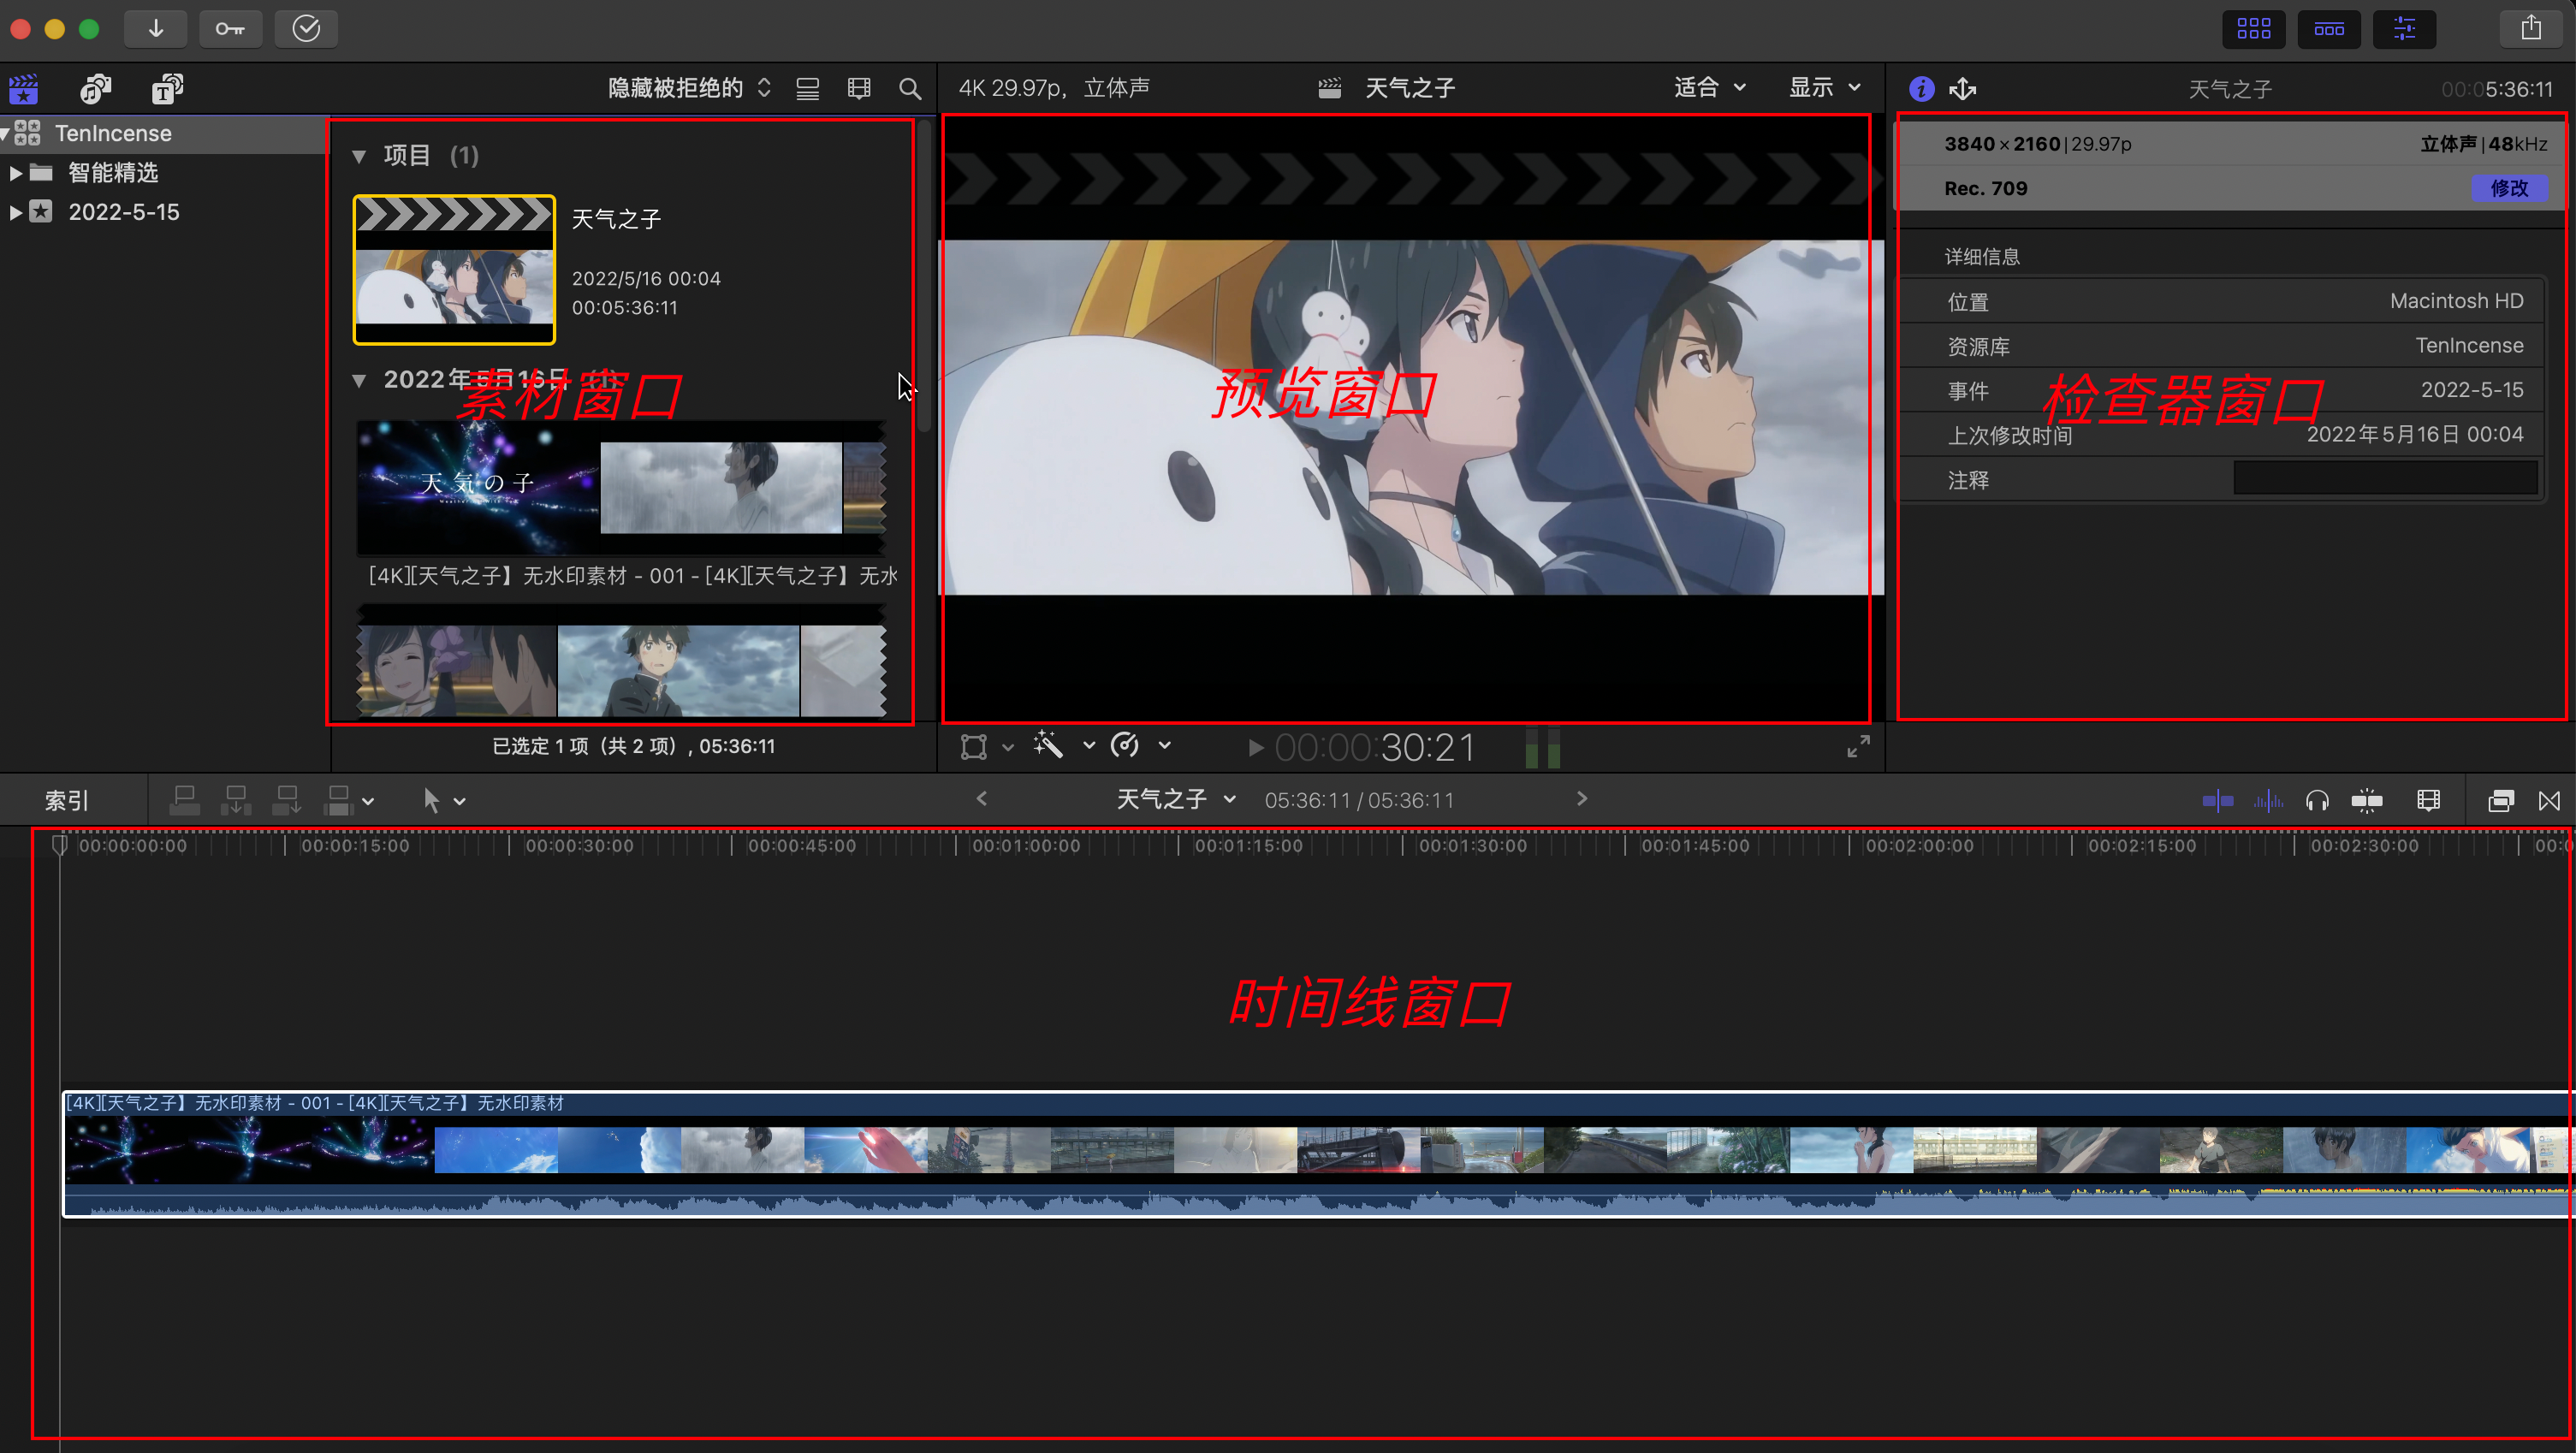 隐藏被拒绝的
4K 29.97p, 立体声
天气之子
适合
显示
天气之子
00:05:36:11
TenIncense
智能精选
2022-5-15
项目 (1)
天气之子
2022/5/16 00:04
00:05:36:11
2022年5月16日 (1)
素材窗口
天気の子
[4K][天气之子】无水印素材 - 001 - [4K][天气之子】无水
已选定 1 项（共 2 项）, 05:36:11
预览窗口
00:00:30:21
3840 × 2160 | 29.97p
立体声 | 48kHz
Rec. 709
修改
详细信息
位置 Macintosh HD
资源库 TenIncense
事件 2022-5-15
检查器窗口
上次修改时间 2022年5月16日 00:04
注释
索引
天气之子
05:36:11 / 05:36:11
00:00:00:00 00:00:15:00 00:00:30:00 00:00:45:00 00:01:00:00 00:01:15:00 00:01:30:00 00:01:45:00 00:02:00:00 00:02:15:00 00:02:30:00 00:0
时间线窗口
[4K][天气之子】无水印素材 - 001 - [4K][天气之子】无水印素材